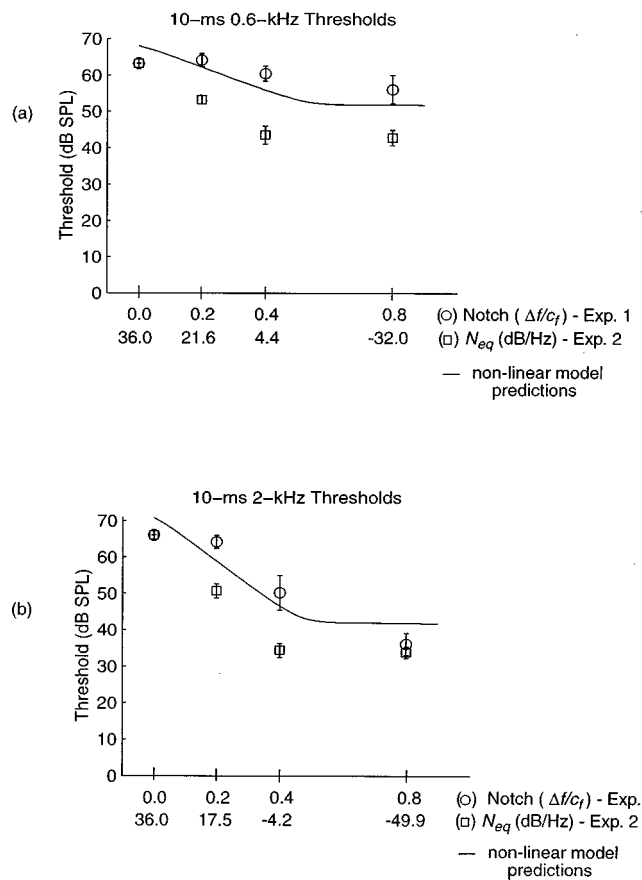 10–ms 0.6–kHz Thresholds
(a)
Threshold (dB SPL)
70
60
50
40
30
20
10
0
0.0 0.2 0.4 0.8 (○) Notch ( Δf/c_f ) - Exp. 1
36.0 21.6 4.4 -32.0 (□) N_eq (dB/Hz) - Exp. 2
— non-linear model
predictions
10–ms 2–kHz Thresholds
(b)
Threshold (dB SPL)
70
60
50
40
30
20
10
0
0.0 0.2 0.4 0.8 (○) Notch ( Δf/c_f ) - Exp.
36.0 17.5 -4.2 -49.9 (□) N_eq (dB/Hz) - Exp. 2
— non-linear model
predictions